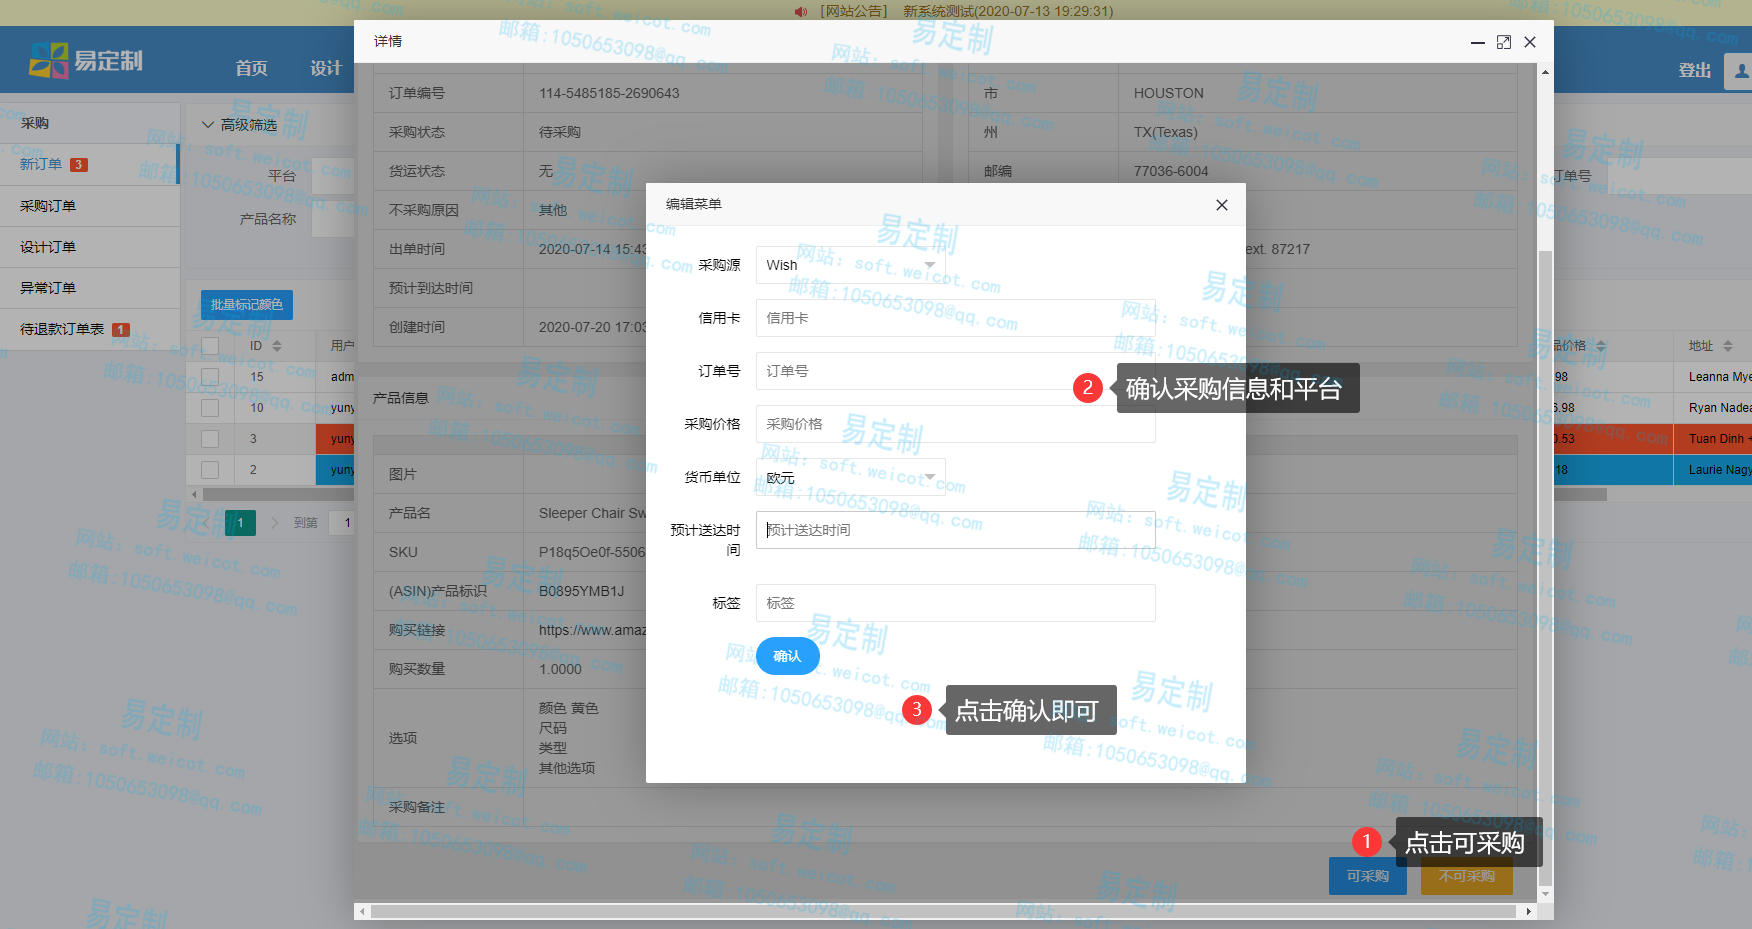 [网站公告] 新系统测试(2020-07-13 19:29:31)
易定制
首页
设计
登出
详情
采购
新订单 3
采购订单
设计订单
异常订单
待退款订单表 1
高级筛选
平台
产品名称
订单号
批量标记颜色
ID 用户
品价格 地址
15 adm
98 Leanna Mye
10 yuny
6.98 Ryan Nadea
3 yuny
0.53 Tuan Dinh
2 yuny
18 Laurie Nagy
1
到第 1
订单编号 114-5485185-2690643
市 HOUSTON
采购状态 待采购
州 TX(Texas)
货运状态 无
邮编 77036-6004
不采购原因 其他
出单时间 2020-07-14 15:43
ext. 87217
预计到达时间
创建时间 2020-07-20 17:03
产品信息
图片
产品名 Sleeper Chair Sw
SKU P18q5Oe0f-5506
(ASIN)产品标识 B0895YMB1J
购买链接 https://www.amaz
购买数量 1.0000
选项
颜色 黄色
尺码
类型
其他选项
采购备注
编辑菜单
采购源 Wish
信用卡 信用卡
订单号 订单号
采购价格 采购价格
货币单位 欧元
预计送达时间 预计送达时间
标签 标签
确认
2 确认采购信息和平台
3 点击确认即可
1 点击可采购
可采购
不可采购
易定制
网站: soft.weicot.com
邮箱:1050653098@qq.com